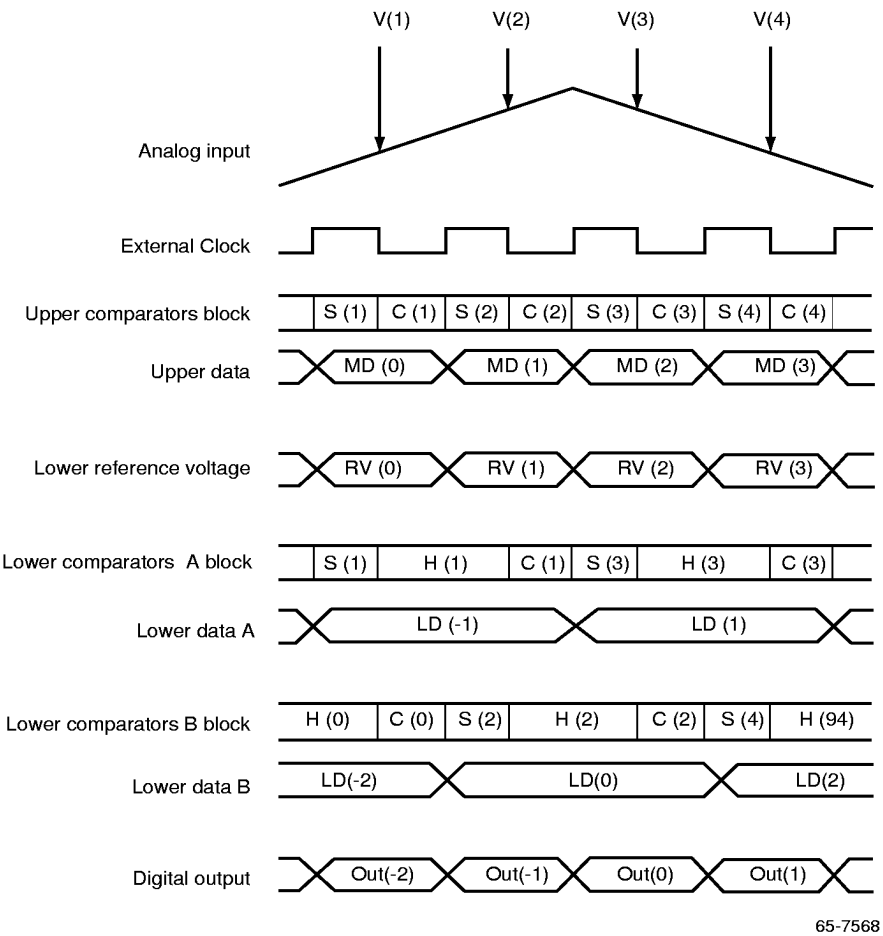 V(1) V(2) V(3) V(4)
Analog input
External Clock
Upper comparators block S (1) C (1) S (2) C (2) S (3) C (3) S (4) C (4)
Upper data MD (0) MD (1) MD (2) MD (3)
Lower reference voltage RV (0) RV (1) RV (2) RV (3)
Lower comparators A block S (1) H (1) C (1) S (3) H (3) C (3)
Lower data A LD (-1) LD (1)
Lower comparators B block H (0) C (0) S (2) H (2) C (2) S (4) H (94)
Lower data B LD(-2) LD(0) LD(2)
Digital output Out(-2) Out(-1) Out(0) Out(1)
65-7568